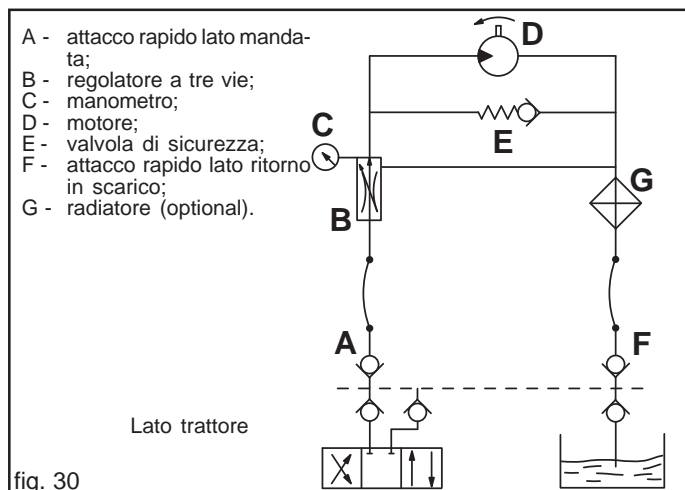 A - attacco rapido lato manda-
ta;
B - regolatore a tre vie;
C - manometro;
D - motore;
E - valvola di sicurezza;
F - attacco rapido lato ritorno
in scarico;
G - radiatore (optional).
D
C
E
G
B
A
F
Lato trattore
fig. 30